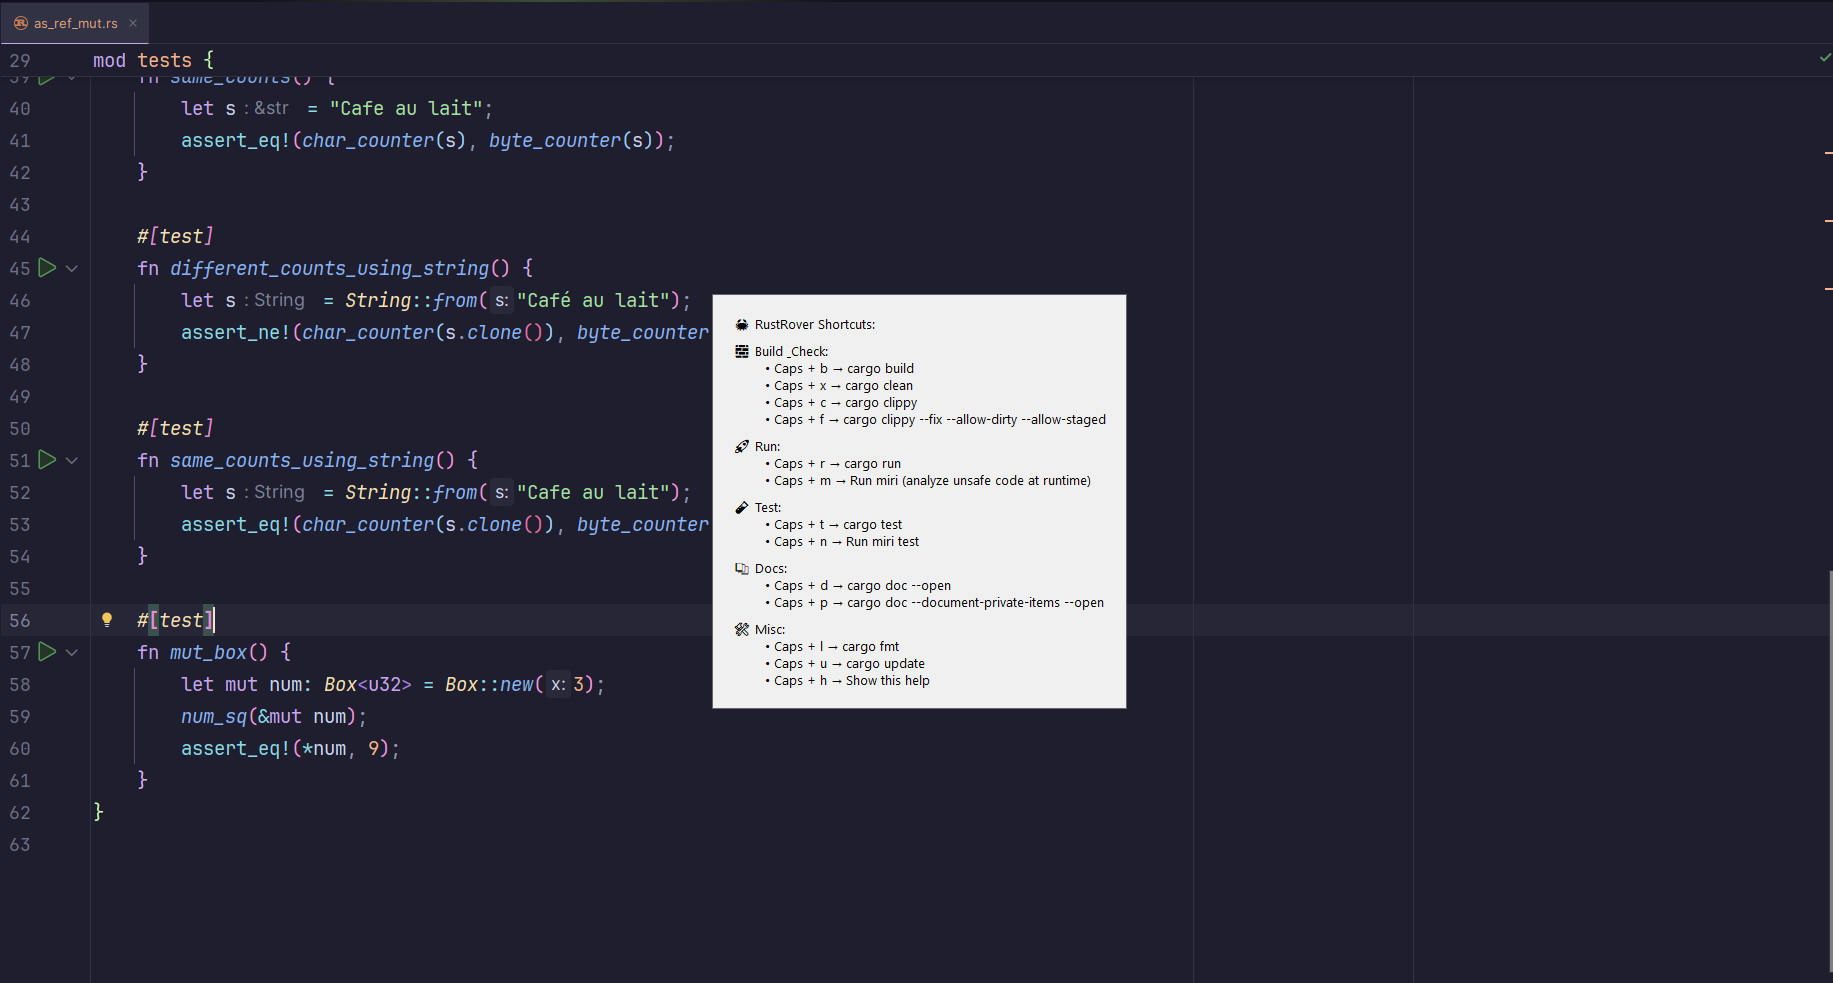 as_ref_mut.rs
29 mod tests {
39 fn same_counts() {
40 let s : &str = "Cafe au lait";
41 assert_eq!(char_counter(s), byte_counter(s));
42 }
43
44 #[test]
45 fn different_counts_using_string() {
46 let s : String = String::from( s: "Café au lait");
47 assert_ne!(char_counter(s.clone()), byte_counter
48 }
49
50 #[test]
51 fn same_counts_using_string() {
52 let s : String = String::from( s: "Cafe au lait");
53 assert_eq!(char_counter(s.clone()), byte_counter
54 }
55
56 #[test]
57 fn mut_box() {
58 let mut num: Box<u32> = Box::new( x: 3);
59 num_sq(&mut num);
60 assert_eq!(*num, 9);
61 }
62 }
63
RustRover Shortcuts:
Build _Check:
• Caps + b → cargo build
• Caps + x → cargo clean
• Caps + c → cargo clippy
• Caps + f → cargo clippy --fix --allow-dirty --allow-staged
Run:
• Caps + r → cargo run
• Caps + m → Run miri (analyze unsafe code at runtime)
Test:
• Caps + t → cargo test
• Caps + n → Run miri test
Docs:
• Caps + d → cargo doc --open
• Caps + p → cargo doc --document-private-items --open
Misc:
• Caps + l → cargo fmt
• Caps + u → cargo update
• Caps + h → Show this help